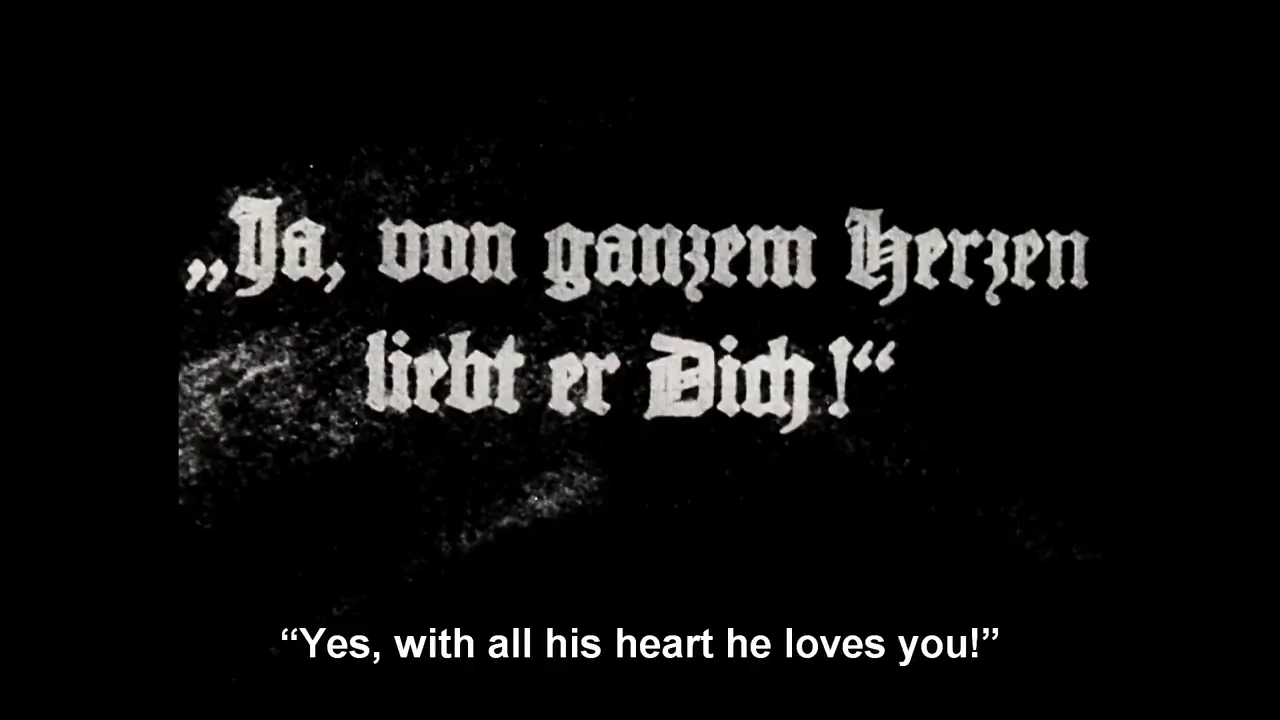 „Ja, von ganzem Herzen
liebt er Dich!“
“Yes, with all his heart he loves you!”